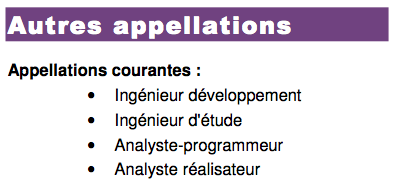 Autres appellations
Appellations courantes :
• Ingénieur développement
• Ingénieur d'étude
• Analyste-programmeur
• Analyste réalisateur